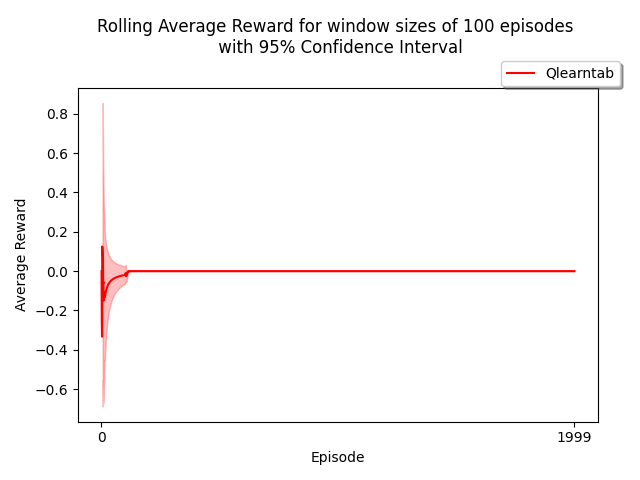 Rolling Average Reward for window sizes of 100 episodes
with 95% Confidence Interval
Qlearntab
Average Reward
0.8
0.6
0.4
0.2
0.0
−0.2
−0.4
−0.6
0
1999
Episode